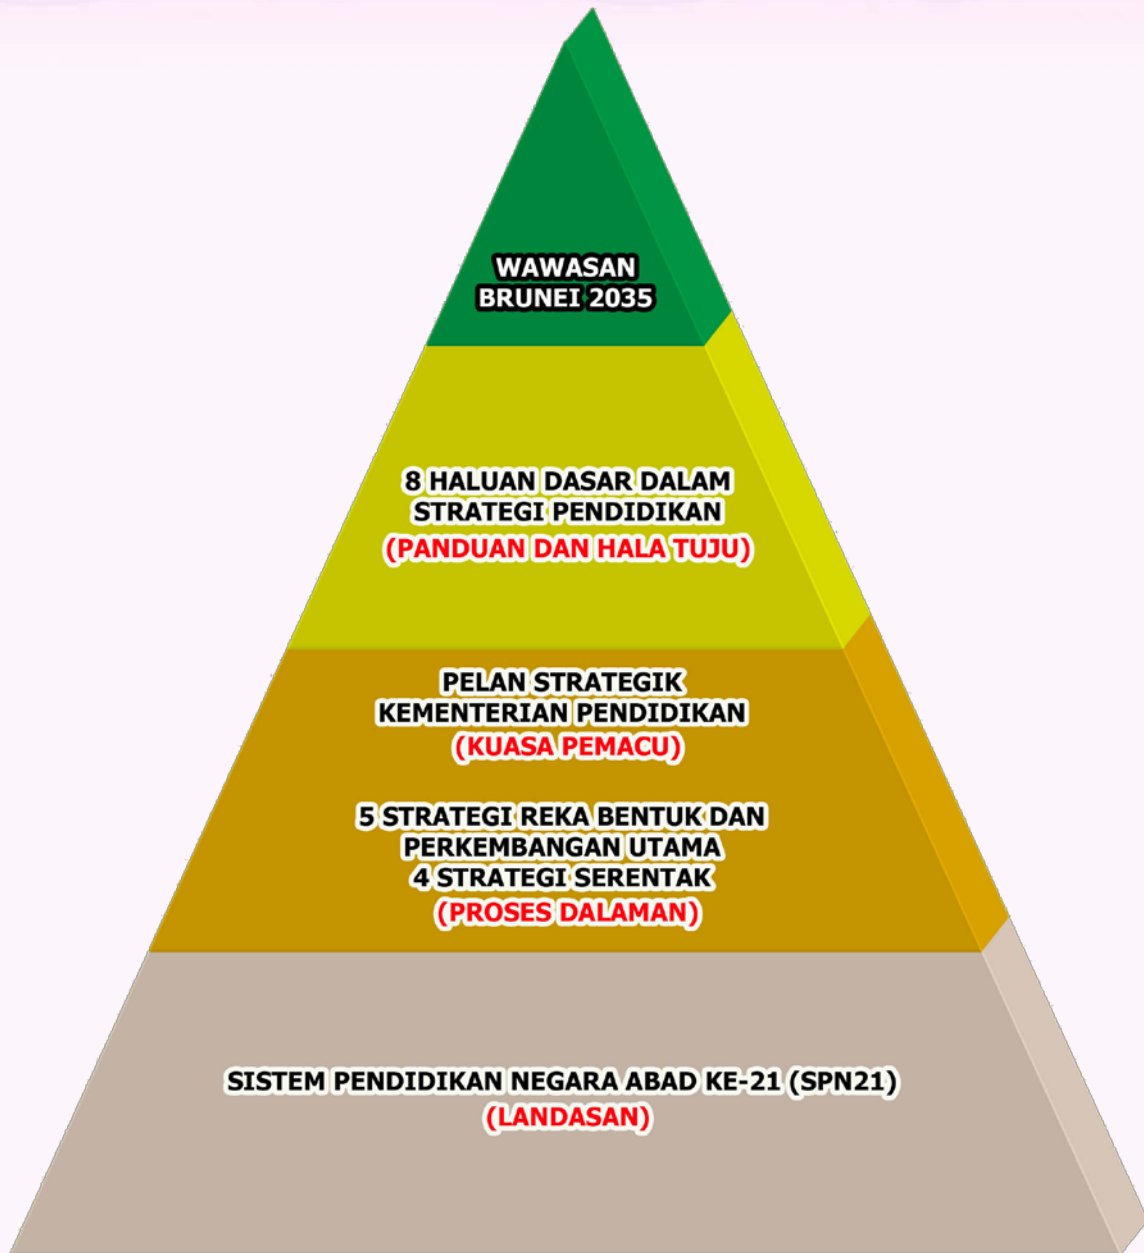 WAWASAN
BRUNEI 2035
8 HALUAN DASAR DALAM
STRATEGI PENDIDIKAN
(PANDUAN DAN HALA TUJU)
PELAN STRATEGIK
KEMENTERIAN PENDIDIKAN
(KUASA PEMACU)
5 STRATEGI REKA BENTUK DAN
PERKEMBANGAN UTAMA
4 STRATEGI SERENTAK
(PROSES DALAMAN)
SISTEM PENDIDIKAN NEGARA ABAD KE-21 (SPN21)
(LANDASAN)